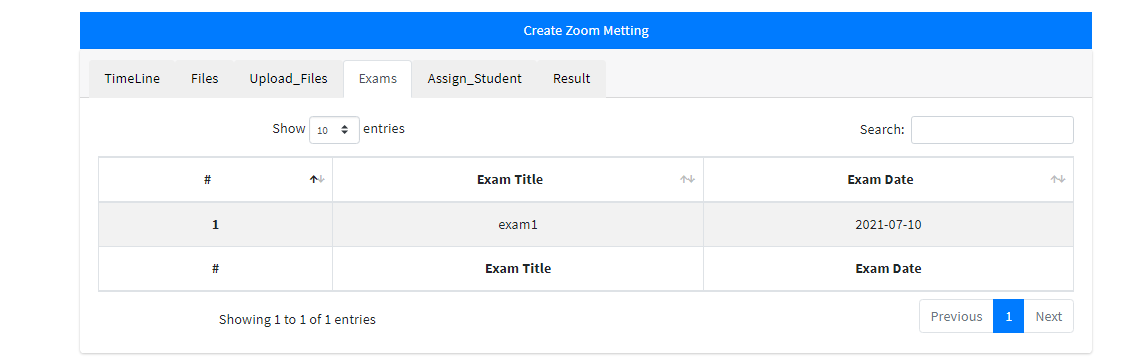 Create Zoom Metting
TimeLine Files Upload_Files Exams Assign_Student Result
Show 10 entries Search:
# Exam Title Exam Date
1 exam1 2021-07-10
# Exam Title Exam Date
Showing 1 to 1 of 1 entries Previous 1 Next